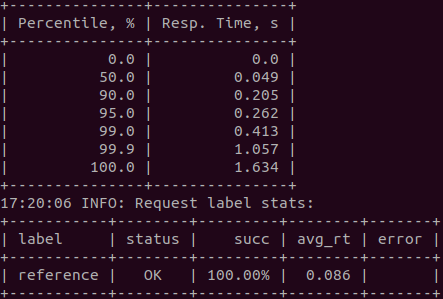 +---------------+---------------+
| Percentile, % | Resp. Time, s |
+---------------+---------------+
|           0.0 |           0.0 |
|          50.0 |         0.049 |
|          90.0 |         0.205 |
|          95.0 |         0.262 |
|          99.0 |         0.413 |
|          99.9 |         1.057 |
|         100.0 |         1.634 |
+---------------+---------------+
17:20:06 INFO: Request label stats:
+-----------+--------+---------+--------+-------+
| label     | status |    succ | avg_rt | error |
+-----------+--------+---------+--------+-------+
| reference |   OK   | 100.00% |  0.086 |       |
+-----------+--------+---------+--------+-------+